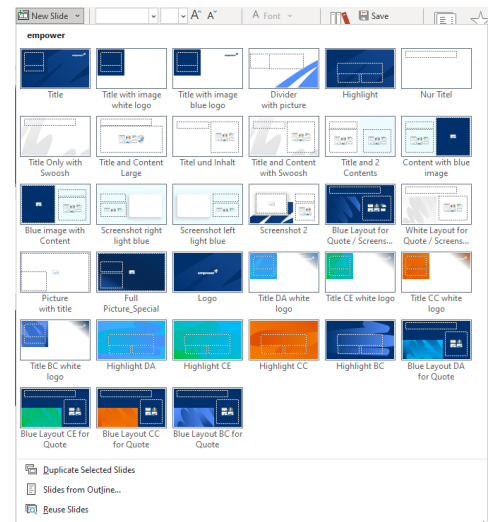 New Slide
A A
A Font
Save
empower
Title
Title with image
white logo
Title with image
blue logo
Divider
with picture
Highlight
Nur Titel
Title Only with
Swoosh
Title and Content
Large
Titel und Inhalt
Title and Content
with Swoosh
Title and 2
Contents
Content with blue
image
Blue image with
Content
Screenshot right
light blue
Screenshot left
light blue
Screenshot 2
Blue Layout for
Quote / Screens...
White Layout for
Quote / Screens...
Picture
with title
Full
Picture_Special
empower
Logo
Title DA white
logo
Title CE white logo
Title CC white
logo
Title BC white
logo
Highlight DA
Highlight CE
Highlight CC
Highlight BC
Blue Layout DA
for Quote
Blue Layout CE for
Quote
Blue Layout CC
for Quote
Blue Layout BC for
Quote
Duplicate Selected Slides
Slides from Outline...
Reuse Slides